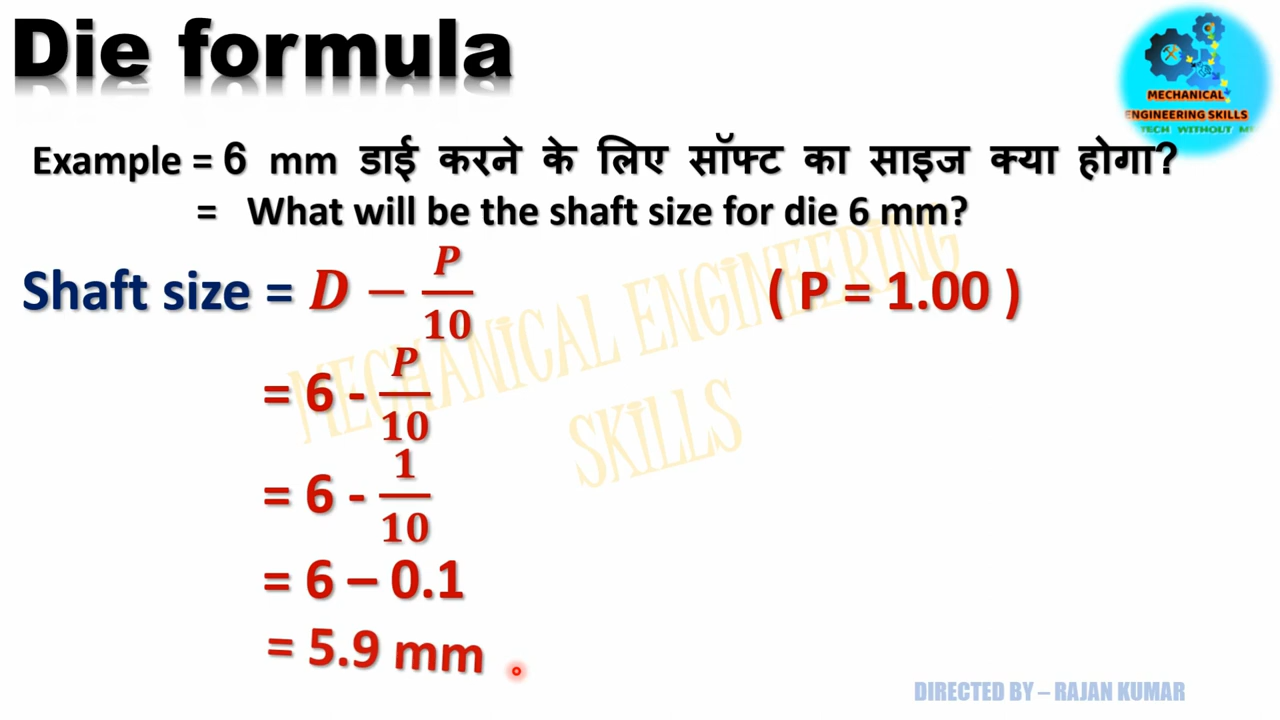 Die formula
MECHANICAL
ENGINEERING SKILLS
TECH WITHOUT
Example = 6 mm डाई करने के लिए सॉफ्ट का साइज क्या होगा?
= What will be the shaft size for die 6 mm?
Shaft size = D − P/10 ( P = 1.00 )
= 6 - P/10
= 6 - 1/10
= 6 – 0.1
= 5.9 mm
MECHANICAL ENGINEERING
SKILLS
DIRECTED BY – RAJAN KUMAR